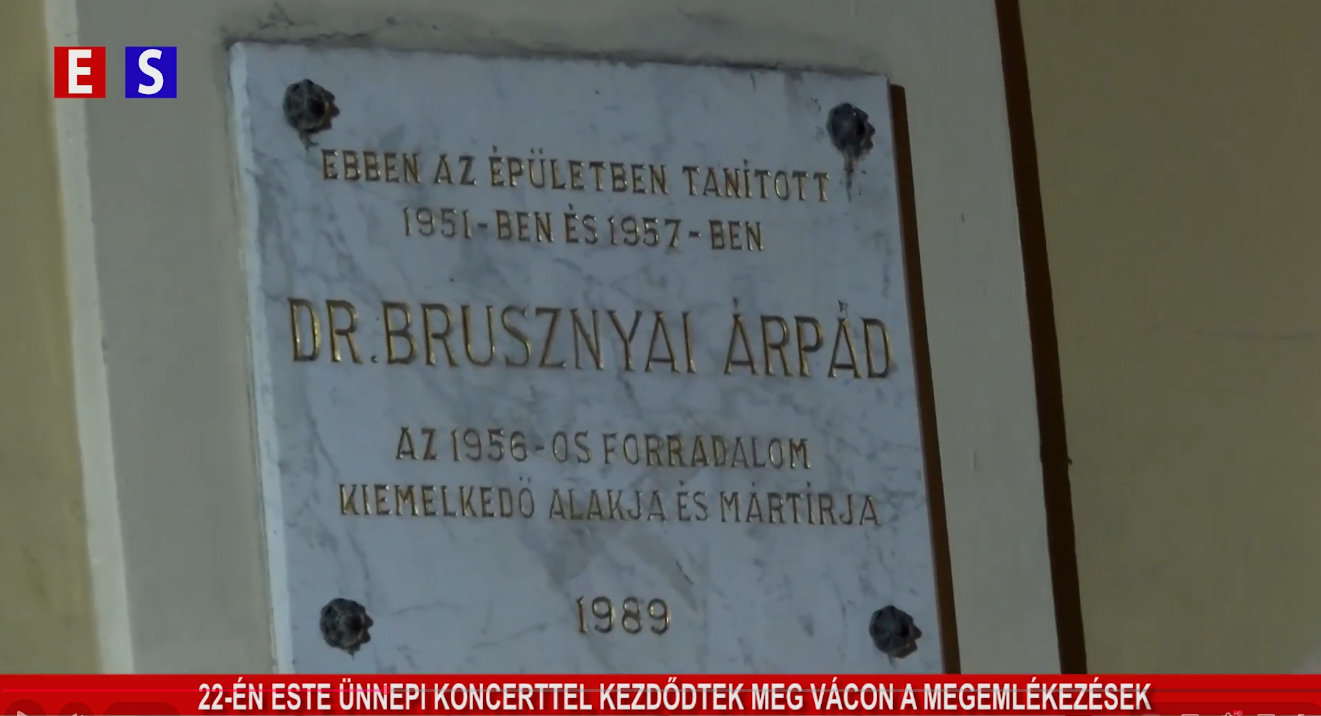 E S
EBBEN AZ ÉPÜLETBEN TANÍTOTT
1951-BEN ÉS 1957-BEN
DR. BRUSZNYAI ÁRPÁD
AZ 1956-OS FORRADALOM
KIEMELKEDŐ ALAKJA ÉS MÁRTÍRJA
1989
22-ÉN ESTE ÜNNEPI KONCERTTEL KEZDŐDTEK MEG VÁCON A MEGEMLÉKEZÉSEK